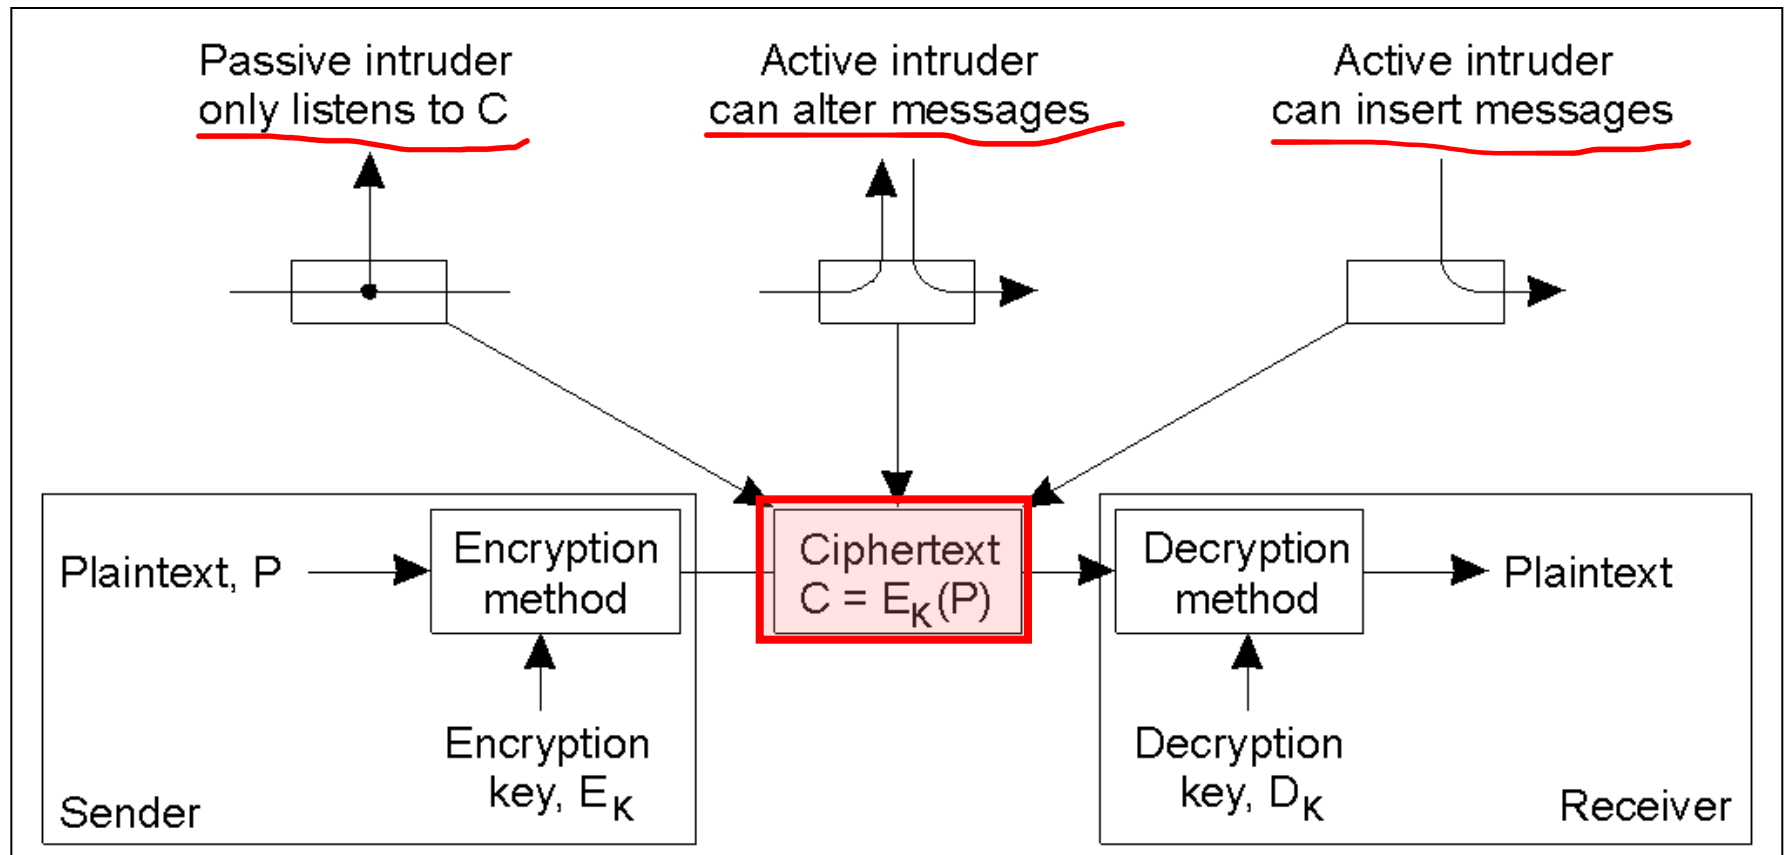 Passive intruder
only listens to C
Active intruder
can alter messages
Active intruder
can insert messages
Plaintext, P
Encryption
method
Ciphertext
C = EK(P)
Decryption
method
Plaintext
Encryption
key, EK
Decryption
key, DK
Sender
Receiver